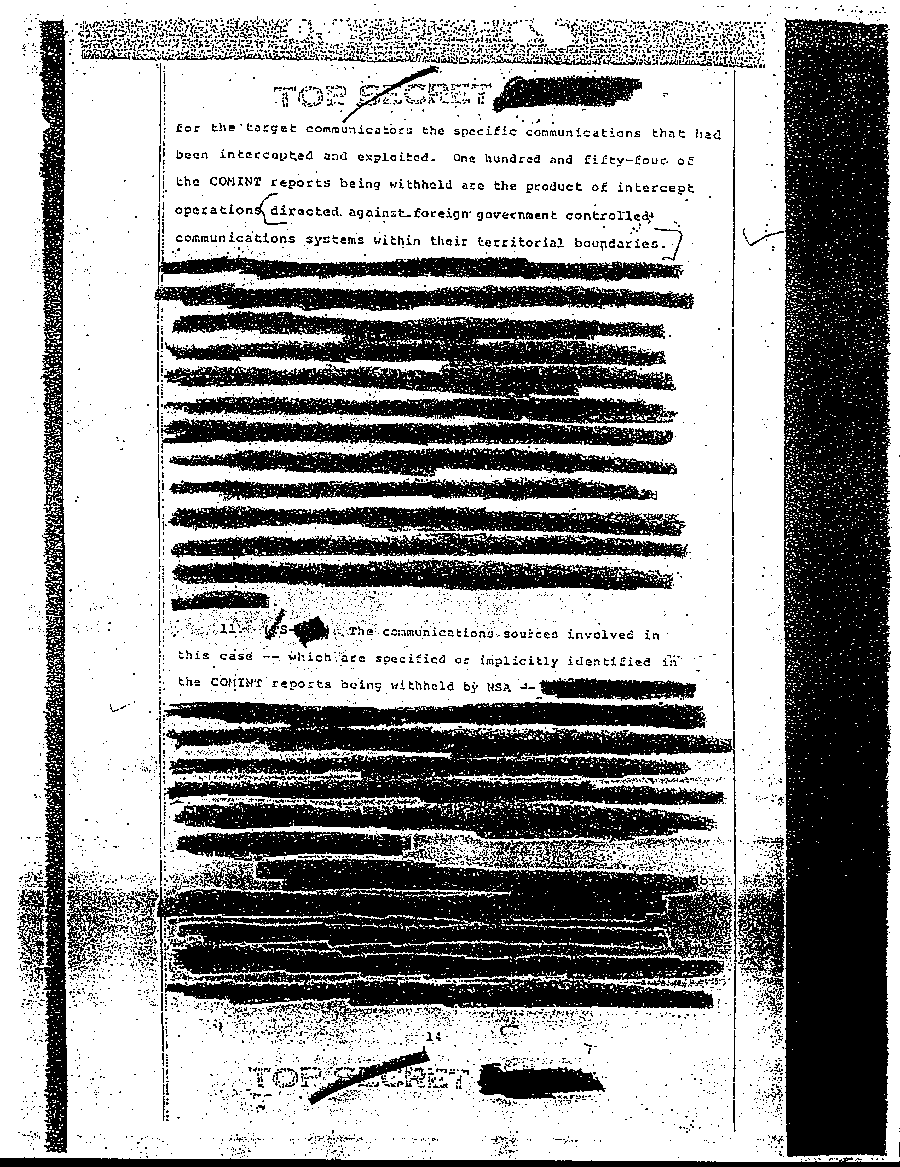 TOP SECRET
for the target communicators the specific communications that had
been intercepted and exploited. One hundred and fifty-four of
the COMINT reports being withheld are the product of intercept
operations directed against foreign government controlled
communications systems within their territorial boundaries.
11. The communications sources involved in
this case -- which are specified or implicitly identified in
the COMINT reports being withheld by NSA --
14
TOP SECRET